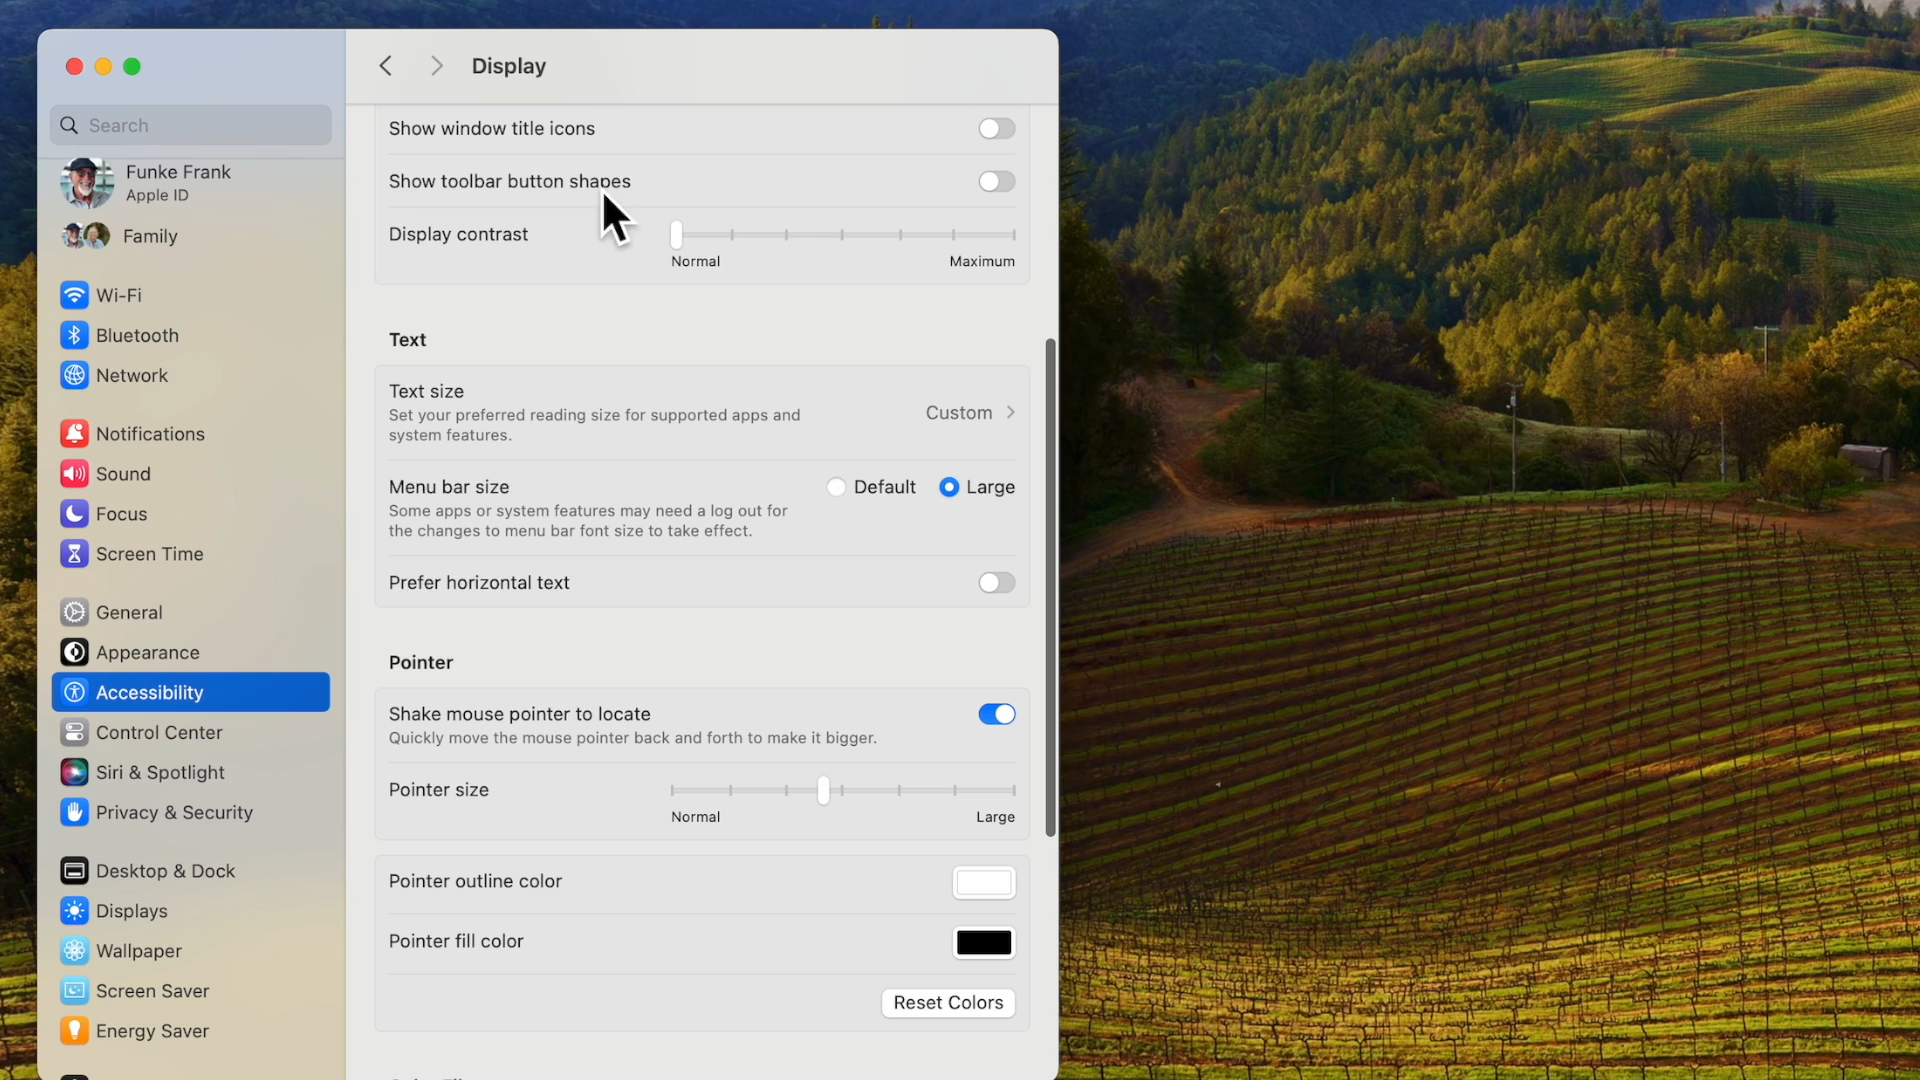 Display
Search
Funke Frank
Apple ID
Family
Wi-Fi
Bluetooth
Network
Notifications
Sound
Focus
Screen Time
General
Appearance
Accessibility
Control Center
Siri & Spotlight
Privacy & Security
Desktop & Dock
Displays
Wallpaper
Screen Saver
Energy Saver
Show window title icons
Show toolbar button shapes
Display contrast
Normal Maximum
Text
Text size
Set your preferred reading size for supported apps and
system features.
Custom
Menu bar size
Some apps or system features may need a log out for
the changes to menu bar font size to take effect.
Default Large
Prefer horizontal text
Pointer
Shake mouse pointer to locate
Quickly move the mouse pointer back and forth to make it bigger.
Pointer size
Normal Large
Pointer outline color
Pointer fill color
Reset Colors